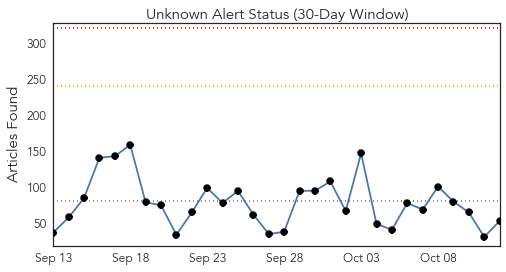 Unknown Alert Status (30-Day Window)
Articles Found
300
250
200
150
100
50
Sep 13
Sep 18
Sep 23
Sep 28
Oct 03
Oct 08